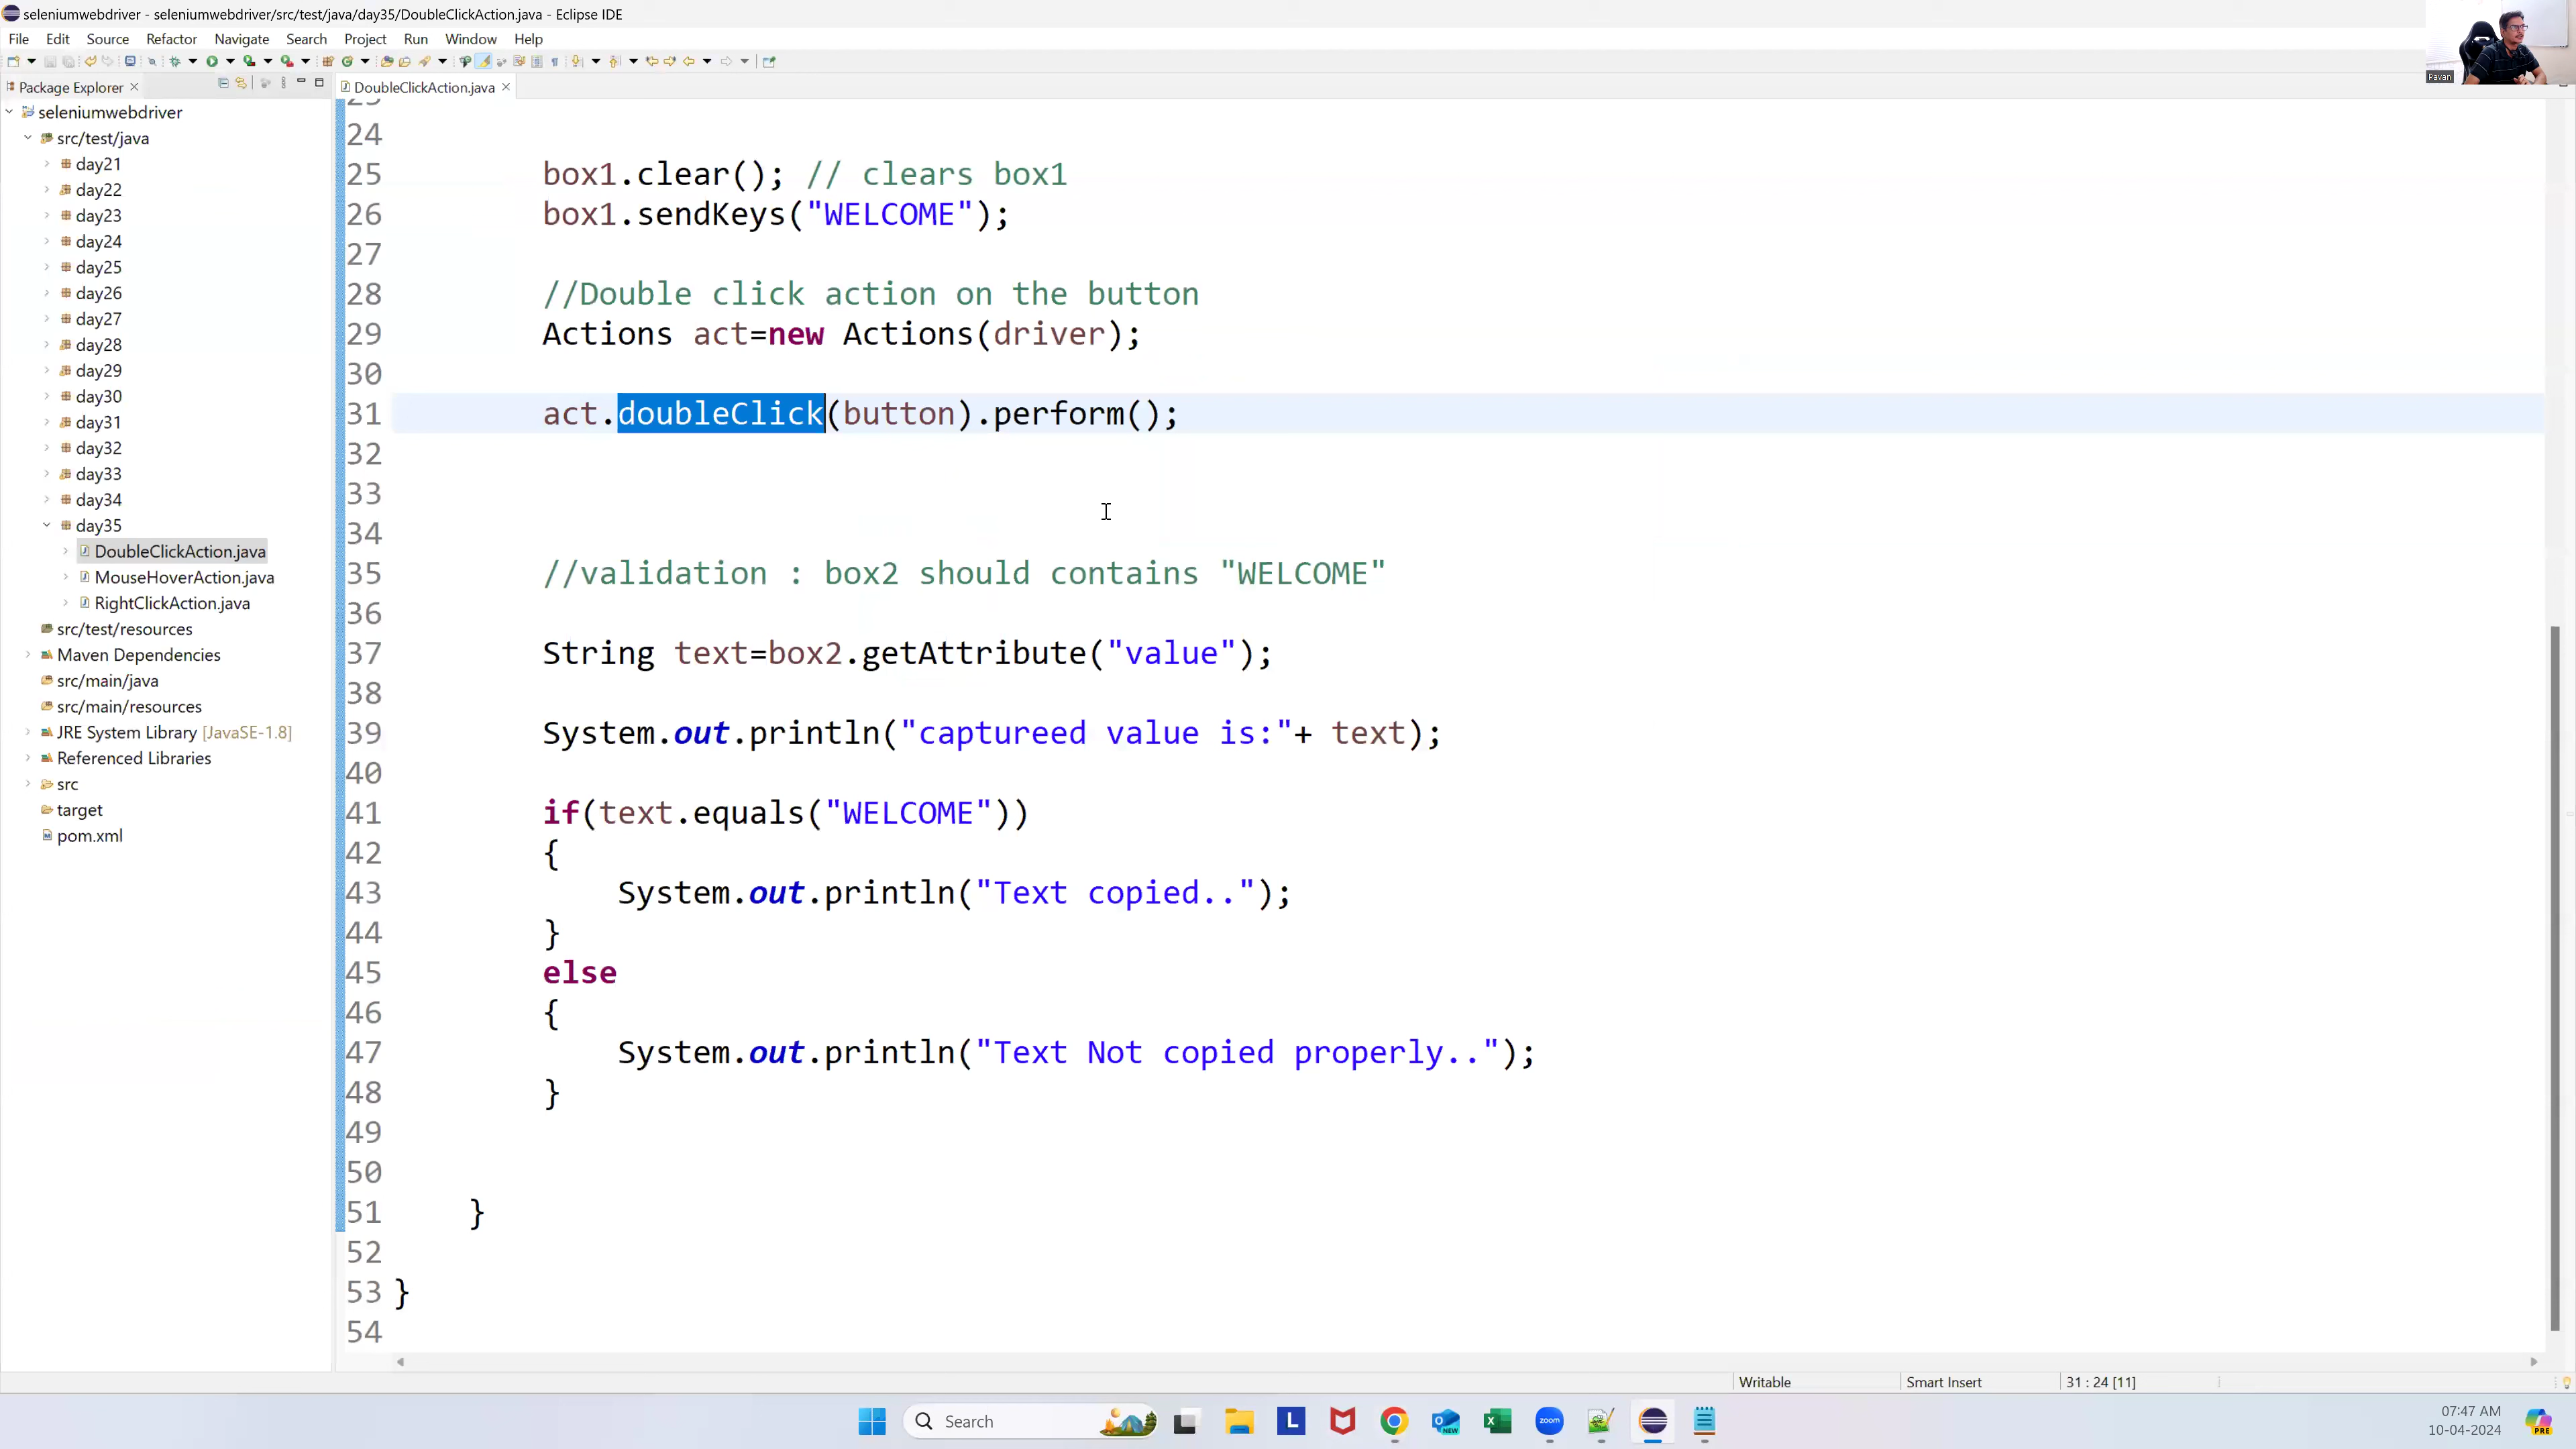 seleniumwebdriver - seleniumwebdriver/src/test/java/day35/DoubleClickAction.java - Eclipse IDE
File Edit Source Refactor Navigate Search Project Run Window Help
Package Explorer
DoubleClickAction.java
seleniumwebdriver
src/test/java
day21
day22
day23
day24
day25
day26
day27
day28
day29
day30
day31
day32
day33
day34
day35
DoubleClickAction.java
MouseHoverAction.java
RightClickAction.java
src/test/resources
Maven Dependencies
src/main/java
src/main/resources
JRE System Library [JavaSE-1.8]
Referenced Libraries
src
target
pom.xml
23
24
25 box1.clear(); // clears box1
26 box1.sendKeys("WELCOME");
27
28 //Double click action on the button
29 Actions act=new Actions(driver);
30
31 act.doubleClick(button).perform();
32
33
34
35 //validation : box2 should contains "WELCOME"
36
37 String text=box2.getAttribute("value");
38
39 System.out.println("captureed value is:"+ text);
40
41 if(text.equals("WELCOME"))
42 {
43 System.out.println("Text copied..");
44 }
45 else
46 {
47 System.out.println("Text Not copied properly..");
48 }
49
50
51 }
52
53 }
54
Pavan
Writable Smart Insert 31 : 24 [11]
Search
L
NEW
zoom
PRE
07:47 AM
10-04-2024